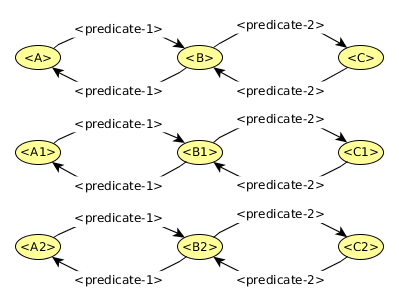 <predicate-1> <predicate-2>
<A> <B> <C>
<predicate-1> <predicate-2>
<predicate-1> <predicate-2>
<A1> <B1> <C1>
<predicate-1> <predicate-2>
<predicate-1> <predicate-2>
<A2> <B2> <C2>
<predicate-1> <predicate-2>